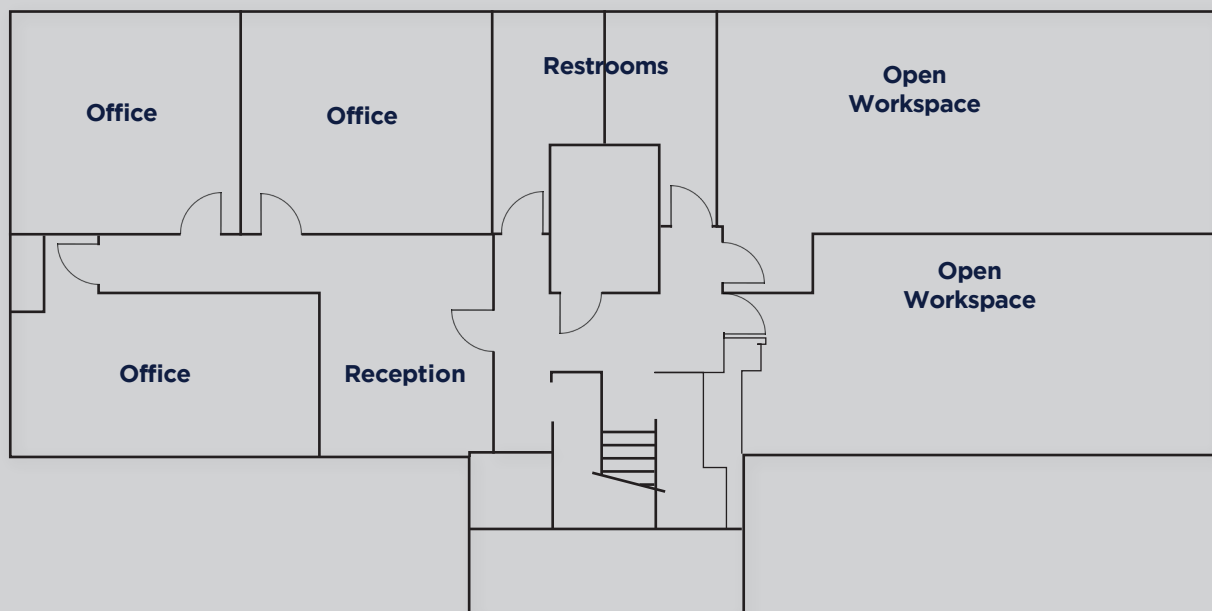 Office
Office
Restrooms
Open
Workspace
Open
Workspace
Office
Reception